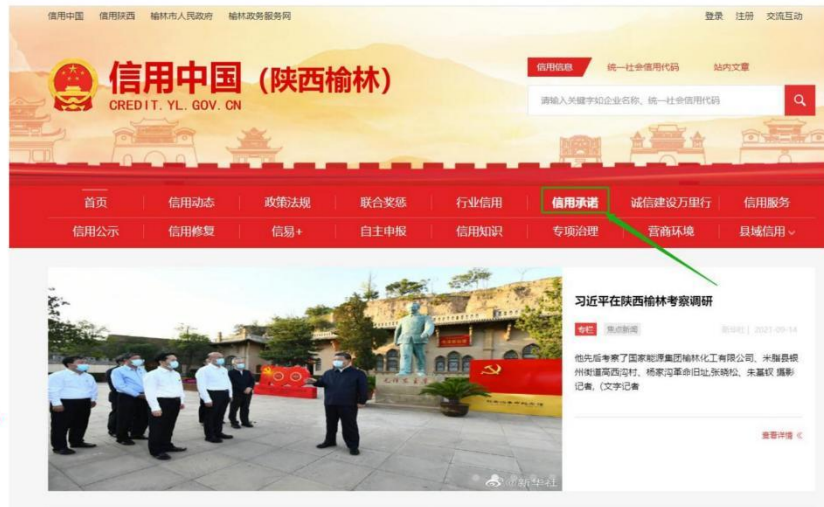 信用中国 信用陕西 榆林市人民政府 榆林政务服务网 登录 注册 交流互动
信用中国（陕西榆林）
CREDIT. YL. GOV. CN
信用信息 统一社会信用代码 站内文章
请输入关键字如企业名称、统一社会信用代码
首页 信用动态 政策法规 联合奖惩 行业信用 信用承诺 诚信建设万里行 信用服务
信用公示 信用修复 信易+ 自主申报 信用知识 专项治理 营商环境 县域信用
习近平在陕西榆林考察调研
专栏 焦点新闻 新华社 | 2021-09-14
他先后考察了国家能源集团榆林化工有限公司、米脂县银
州街道高西沟村、杨家沟革命旧址,张晓松、朱基钗 摄影
记者,（文字记者
查看详情 《
@新华社